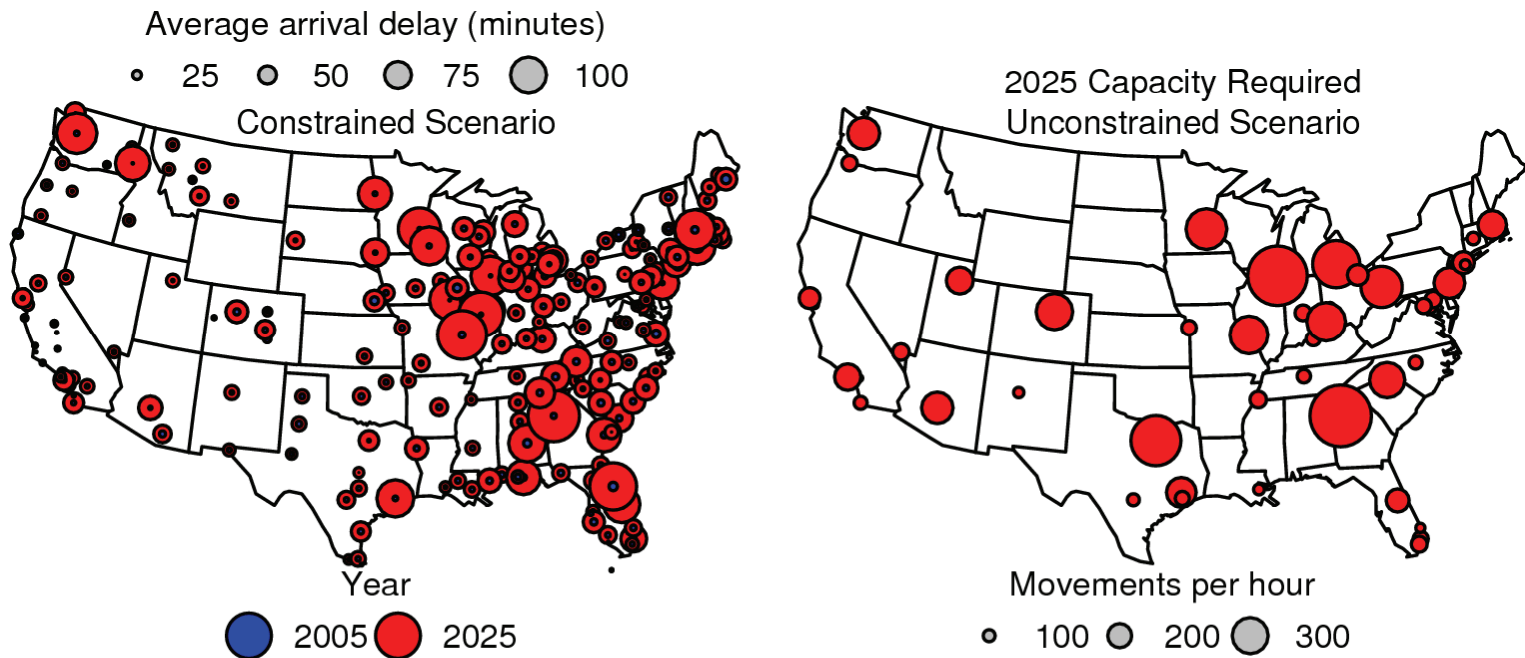 Average arrival delay (minutes)
25 50 75 100
Constrained Scenario
Year
2005 2025
2025 Capacity Required
Unconstrained Scenario
Movements per hour
100 200 300